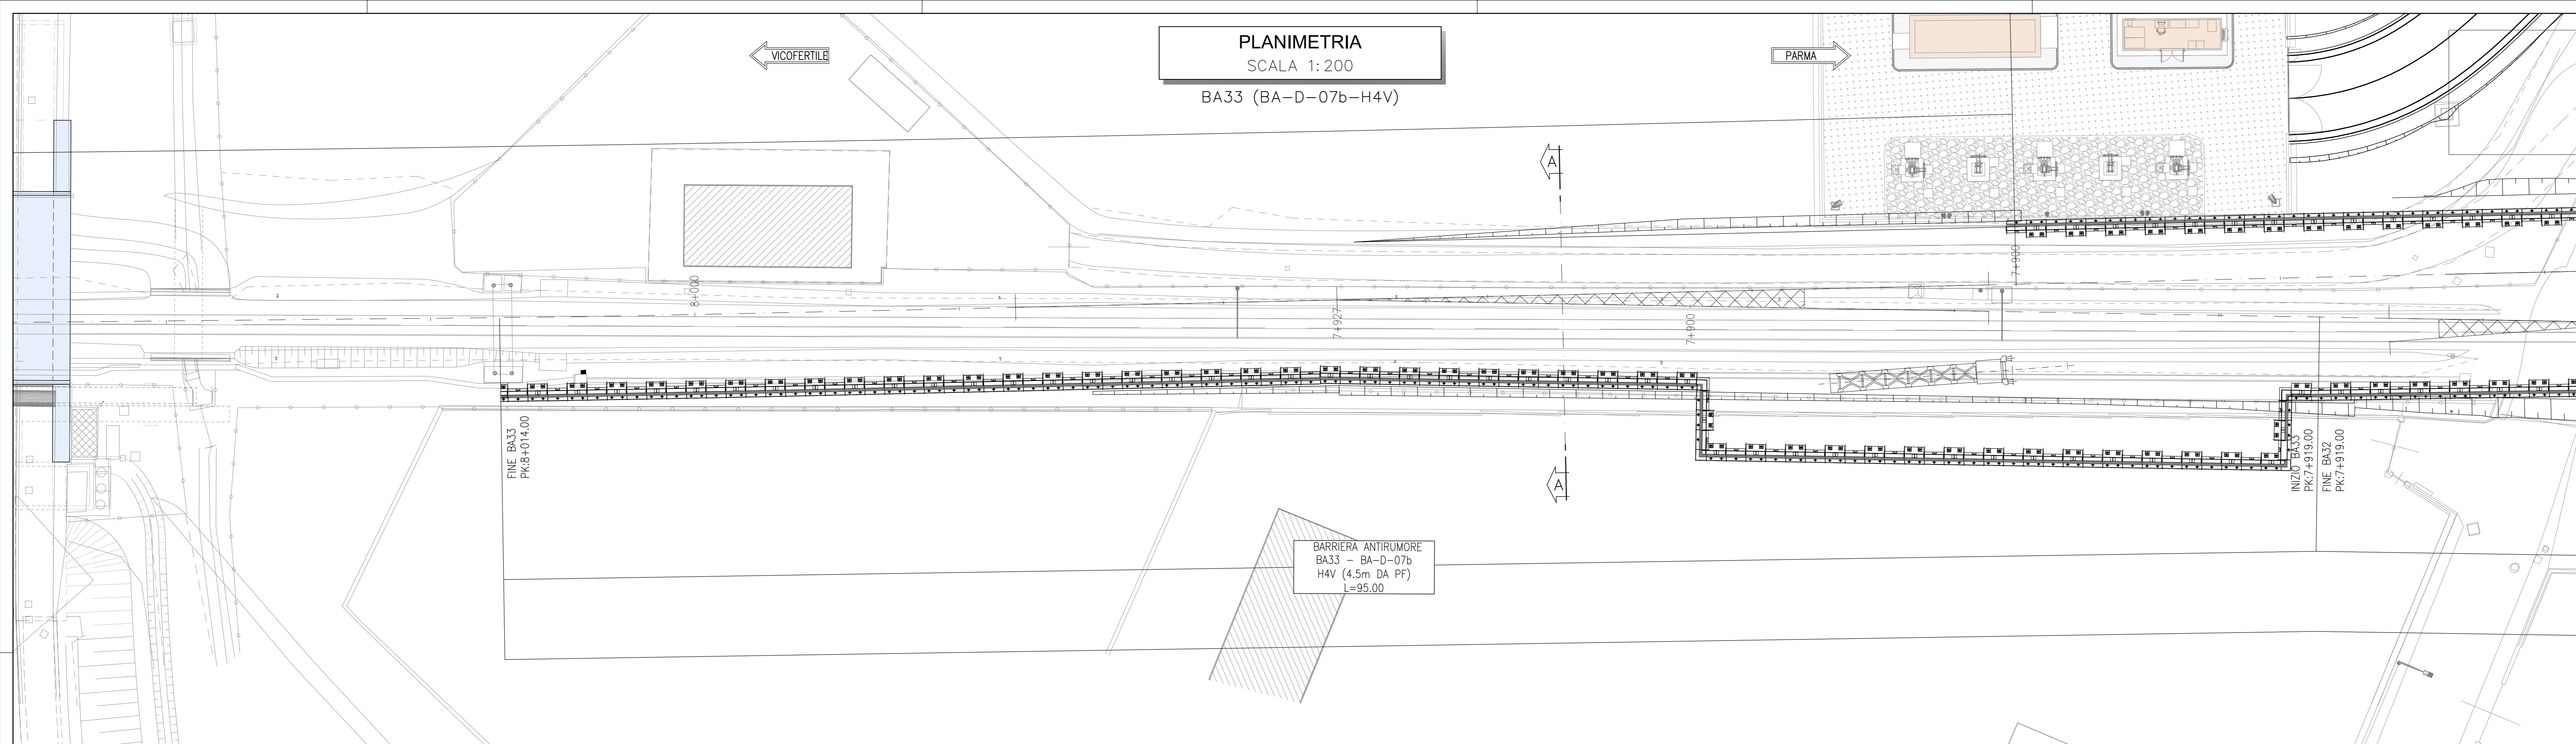 PLANIMETRIA
SCALA 1:200
BA33 (BA-D-07b-H4V)
VICOFERTILE
PARMA
A
8+000
7+927
7+900
7+900
FINE BA33
PK:8+014.00
A
INIZIO BA33
PK:7+919.00
FINE BA32
PK:7+919.00
BARRIERA ANTIRUMORE
BA33 - BA-D-07b
H4V (4.5m DA PF)
L=95.00